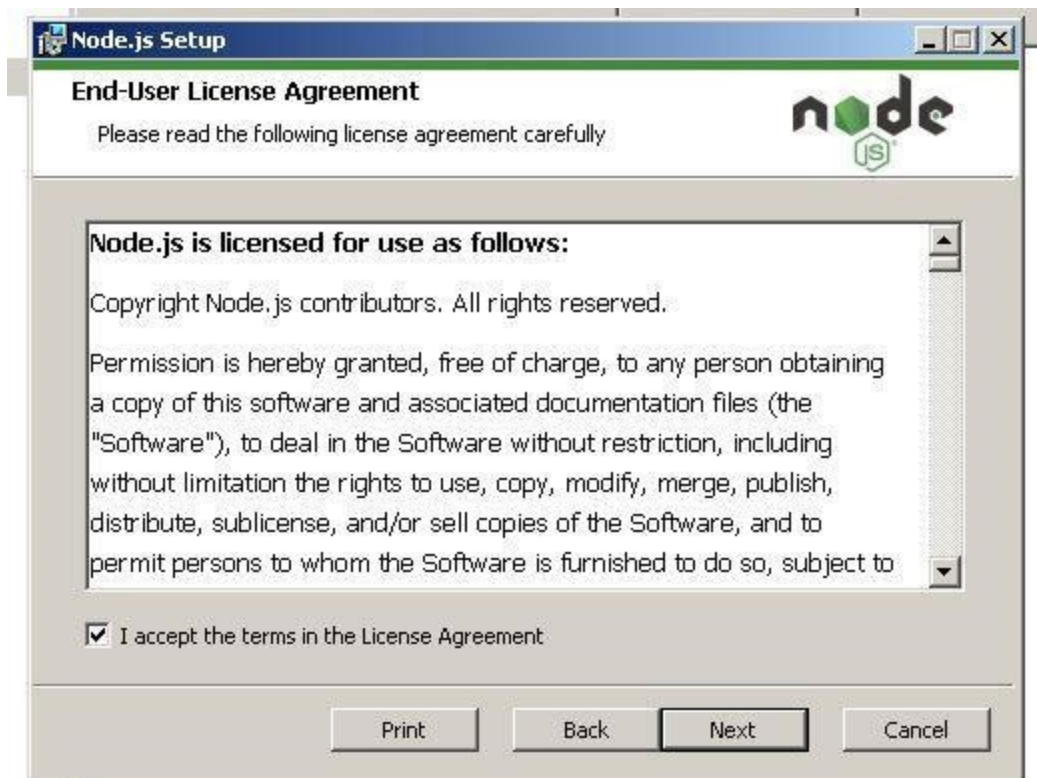 Node.js Setup
End-User License Agreement
Please read the following license agreement carefully
node
JS
Node.js is licensed for use as follows:
Copyright Node.js contributors. All rights reserved.
Permission is hereby granted, free of charge, to any person obtaining
a copy of this software and associated documentation files (the
"Software"), to deal in the Software without restriction, including
without limitation the rights to use, copy, modify, merge, publish,
distribute, sublicense, and/or sell copies of the Software, and to
permit persons to whom the Software is furnished to do so, subject to
I accept the terms in the License Agreement
Print Back Next Cancel